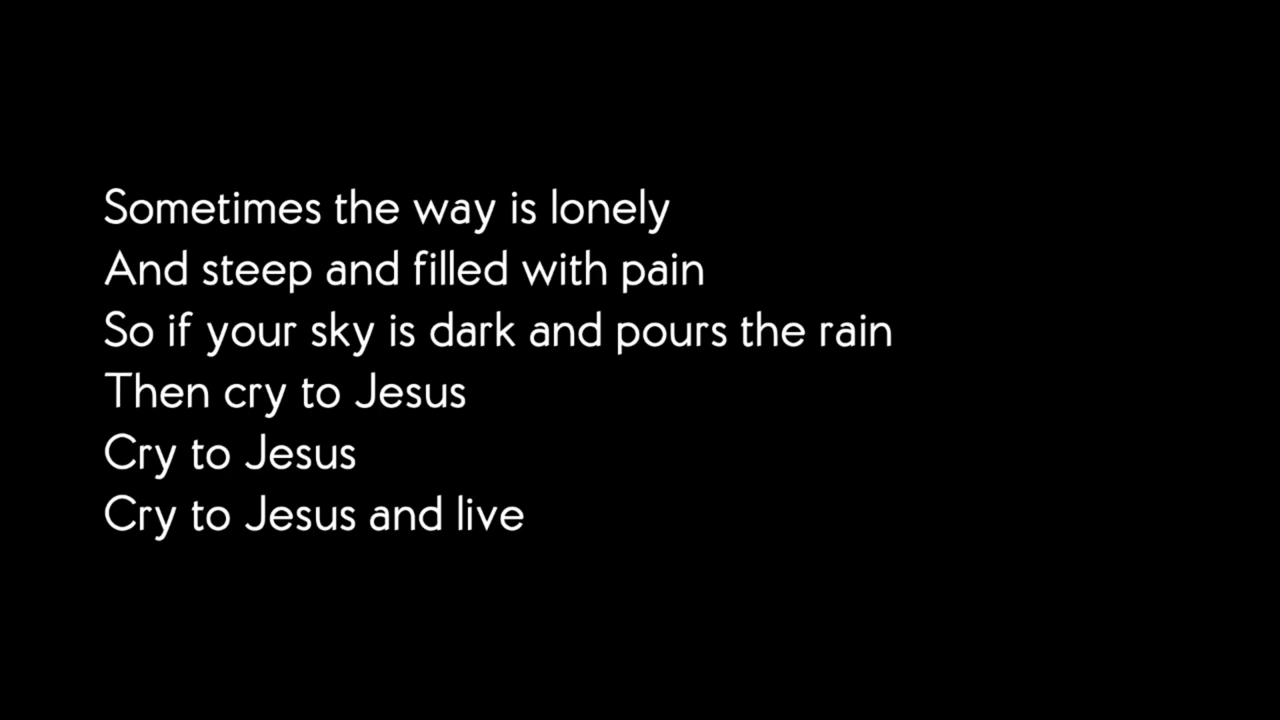 Sometimes the way is lonely
And steep and filled with pain
So if your sky is dark and pours the rain
Then cry to Jesus
Cry to Jesus
Cry to Jesus and live